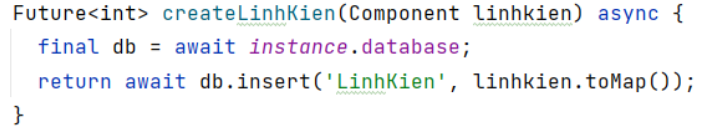 Future<int> createLinhKien(Component linhkien) async {
  final db = await instance.database;
  return await db.insert('LinhKien', linhkien.toMap());
}